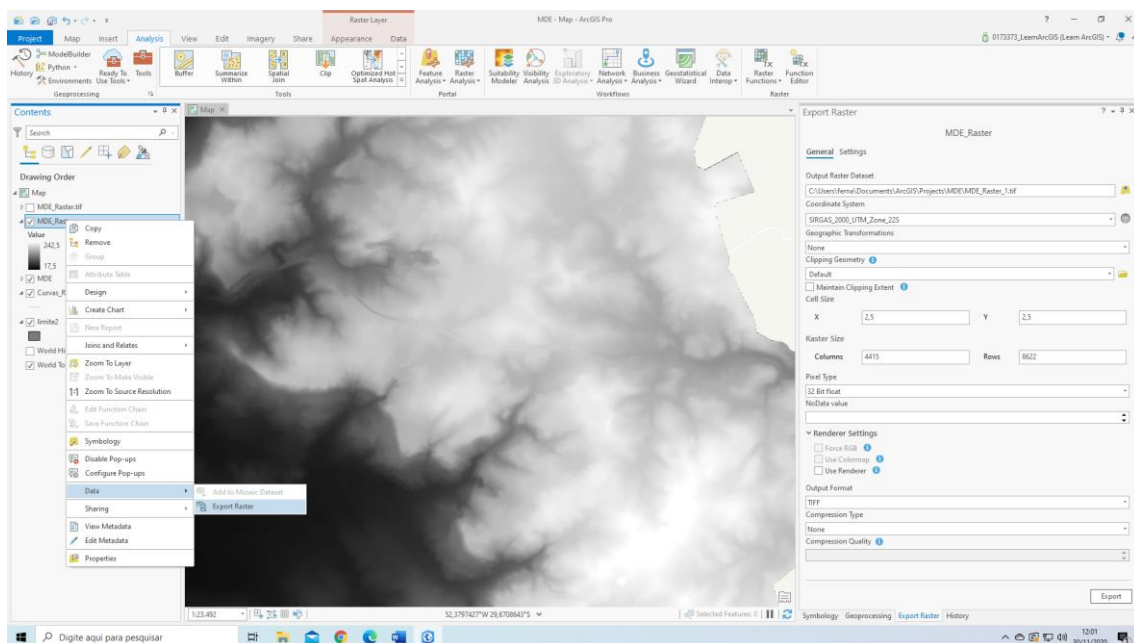 Raster Layer
MDE - Map - ArcGIS Pro
Project Map Insert Analysis View Edit Imagery Share Appearance Data
0173373_LearnArcGIS (Learn ArcGIS)
History
ModelBuilder
Python
Environments
Ready To Use Tools
Tools
Buffer
Summarize Within
Spatial Join
Clip
Optimized Hot Spot Analysis
Feature Analysis
Raster Analysis
Suitability Modeler
Visibility Analysis
Exploratory 3D Analysis
Network Analysis
Business Analysis
Geostatistical Wizard
Data Interop
Raster Functions
Function Editor
Geoprocessing
Tools
Portal
Workflows
Raster
Contents
Search
Drawing Order
Map
MDE_Raster.tif
MDE_Ras
Value
242,5
17,5
MDE
Curvas_R
limite2
World Hi
World To
Copy
Remove
Group
Attribute Table
Design
Create Chart
New Report
Joins and Relates
Zoom To Layer
Zoom To Make Visible
1:1 Zoom To Source Resolution
Edit Function Chain
Save Function Chain
Symbology
Disable Pop-ups
Configure Pop-ups
Data
Sharing
View Metadata
Edit Metadata
Properties
Add to Mosaic Dataset
Export Raster
Map
1:23.492
52,3797427°W 29,6708643°S
Selected Features: 0
Export Raster
MDE_Raster
General Settings
Output Raster Dataset
C:\Users\ferna\Documents\ArcGIS\Projects\MDE\MDE_Raster_1.tif
Coordinate System
SIRGAS_2000_UTM_Zone_22S
Geographic Transformations
None
Clipping Geometry
Default
Maintain Clipping Extent
Cell Size
X 2,5 Y 2,5
Raster Size
Columns 4415 Rows 8622
Pixel Type
32 Bit float
NoData value
Renderer Settings
Force RGB
Use Colormap
Use Renderer
Output Format
TIFF
Compression Type
None
Compression Quality
Export
Symbology Geoprocessing Export Raster History
Digite aqui para pesquisar
12:01
30/11/2020